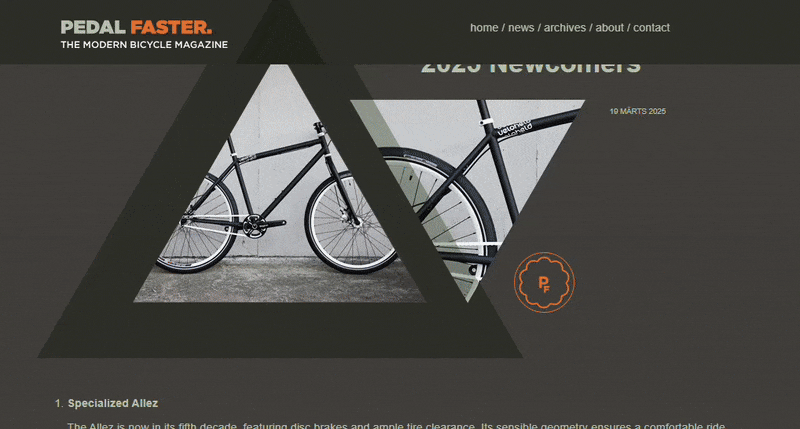 PEDAL FASTER.
THE MODERN BICYCLE MAGAZINE
home / news / archives / about / contact
2025 Newcomers
19 MÄRTS 2025
veloheld
veloheld
PF
1. Specialized Allez
The Allez is now in its fifth decade, featuring disc brakes and ample tire clearance. Its sensible geometry ensures a comfortable ride